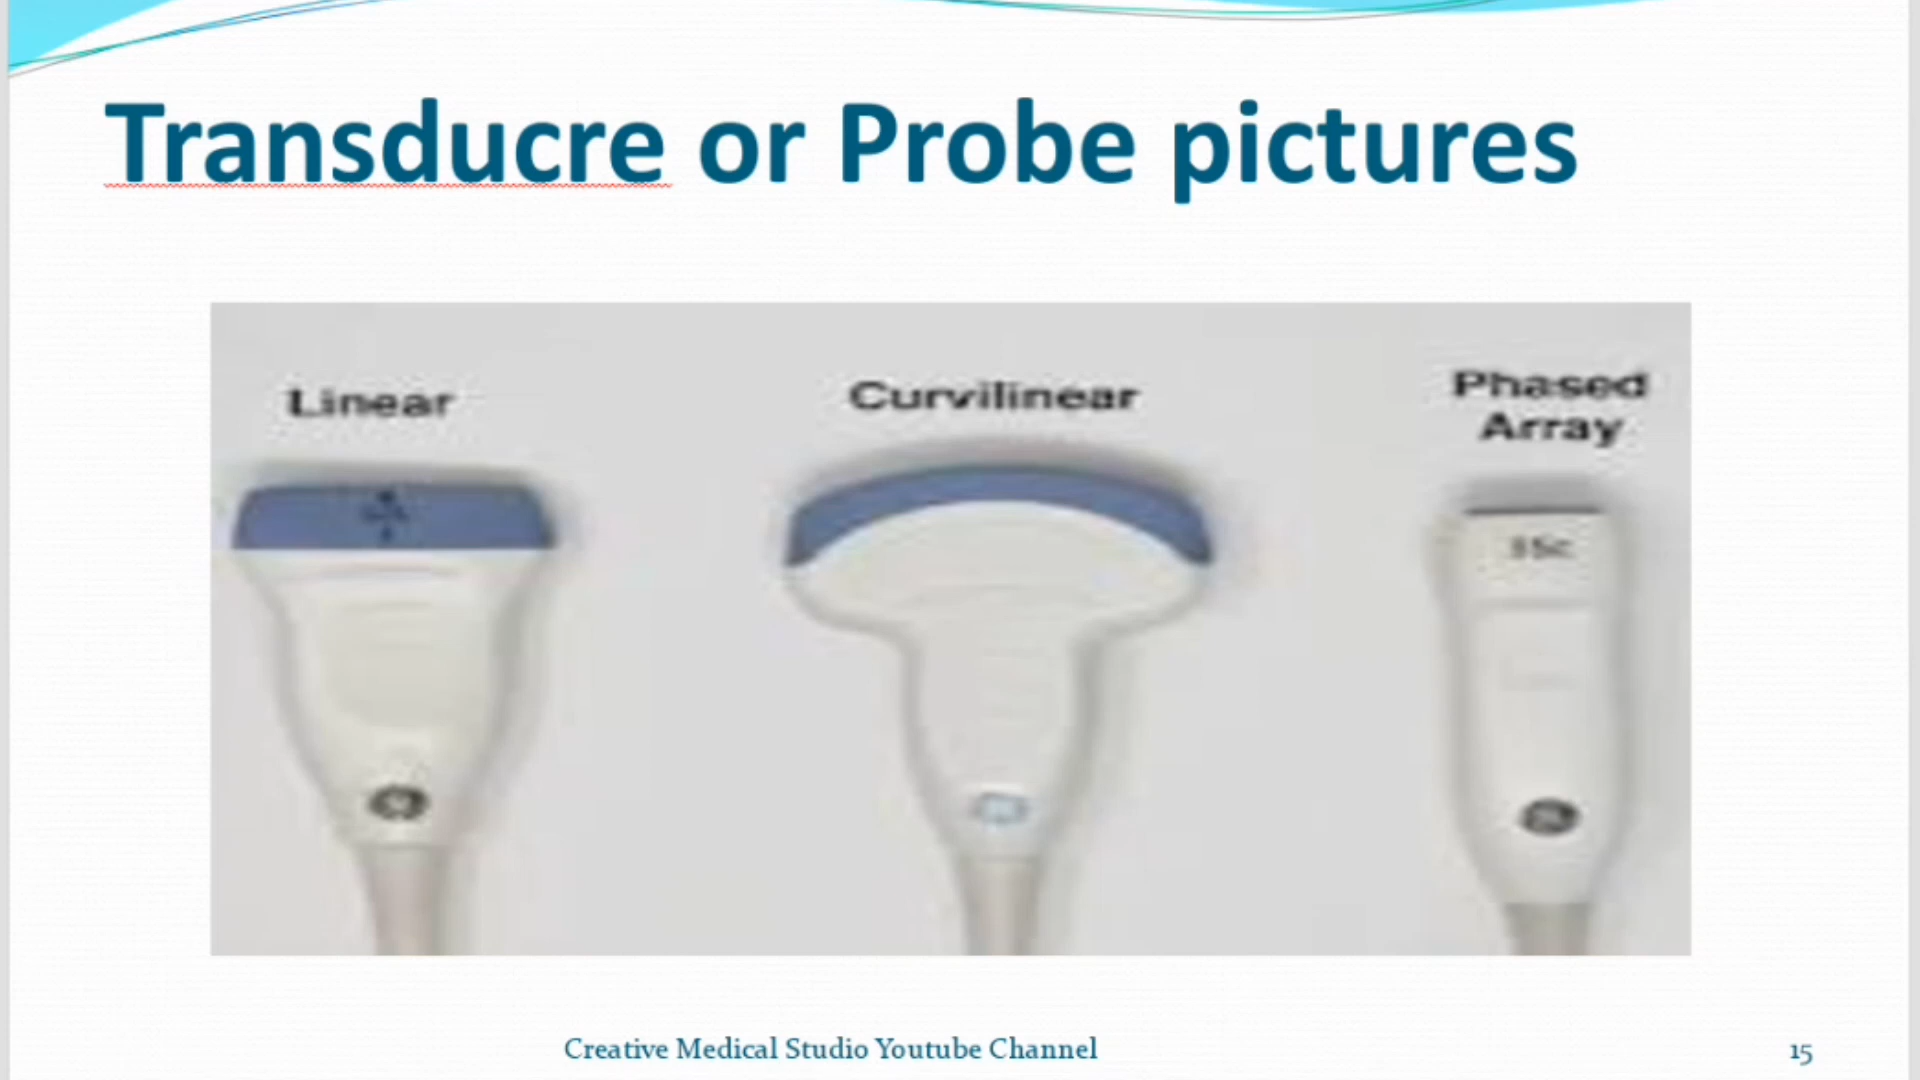 Transducre or Probe pictures
Linear
Curvilinear
Phased
Array
Creative Medical Studio Youtube Channel
15